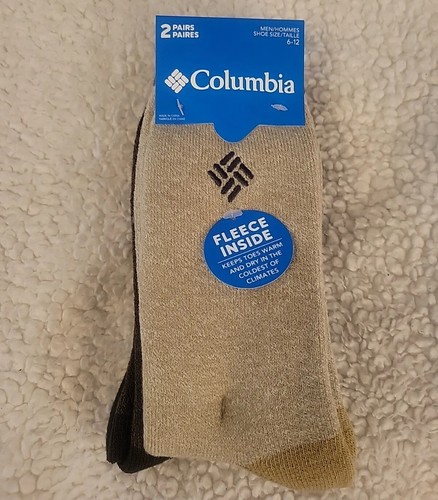 2 PAIRS
PAIRES
MEN/HOMMES
SHOE SIZE/TAILLE
6-12
Columbia
FLEECE
INSIDE
KEEPS TOES WARM
AND DRY IN THE
COLDEST OF
CLIMATES